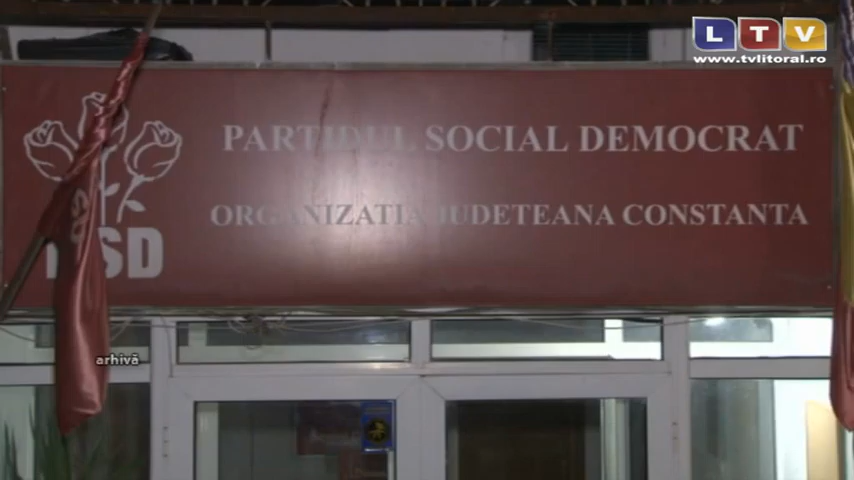 LTV
www.tvlitoral.ro
PARTIDUL SOCIAL DEMOCRAT
ORGANIZATIA JUDETEANA CONSTANTA
PSD
arhivă